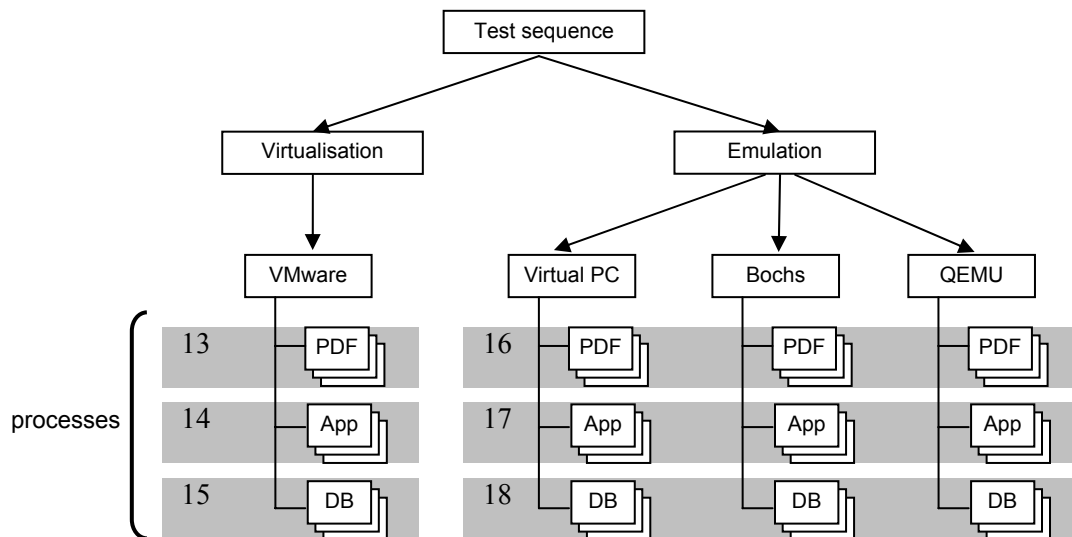 Test sequence
Virtualisation
Emulation
VMware
Virtual PC
Bochs
QEMU
processes
13
PDF
16
PDF
PDF
PDF
14
App
17
App
App
App
15
DB
18
DB
DB
DB